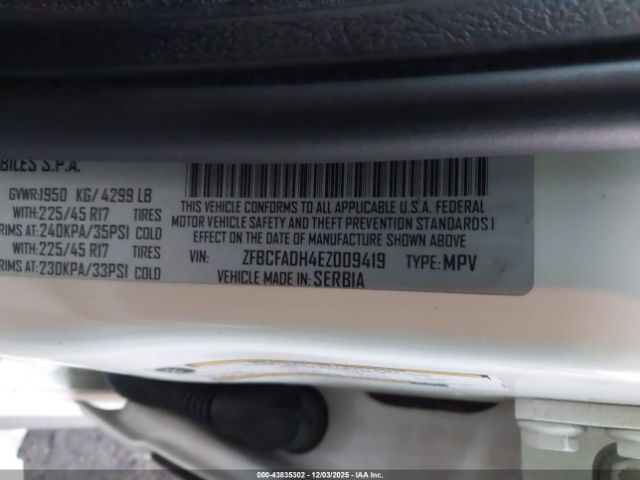 BILES S.P.A.
GVWR:1950 KG/4299 LB
WITH:225/45 R17 TIRES
RIMS AT:240KPA/35PSI COLD
WITH:225/45 R17 TIRES
RIMS AT:230KPA/33PSI COLD
THIS VEHICLE CONFORMS TO ALL APPLICABLE U.S.A. FEDERAL
MOTOR VEHICLE SAFETY AND THEFT PREVENTION STANDARDS I
EFFECT ON THE DATE OF MANUFACTURE SHOWN ABOVE
VIN: ZFBCFADH4EZ009419 TYPE: MPV
VEHICLE MADE IN: SERBIA
000-43835302 - 12/03/2025 - IAAI.COM